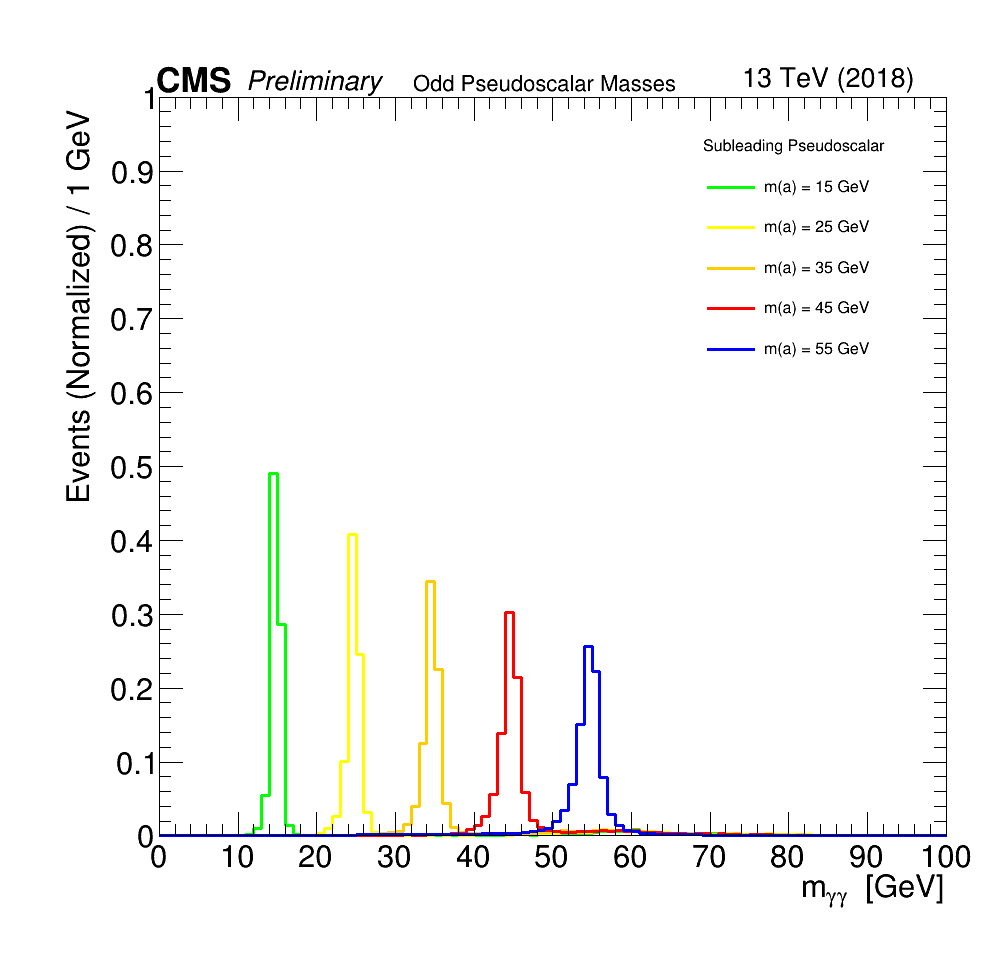 CMS Preliminary Odd Pseudoscalar Masses 13 TeV (2018)
Events (Normalized) / 1 GeV
1
0.9
0.8
0.7
0.6
0.5
0.4
0.3
0.2
0.1
0
Subleading Pseudoscalar
m(a) = 15 GeV
m(a) = 25 GeV
m(a) = 35 GeV
m(a) = 45 GeV
m(a) = 55 GeV
0 10 20 30 40 50 60 70 80 90 100
mγγ [GeV]